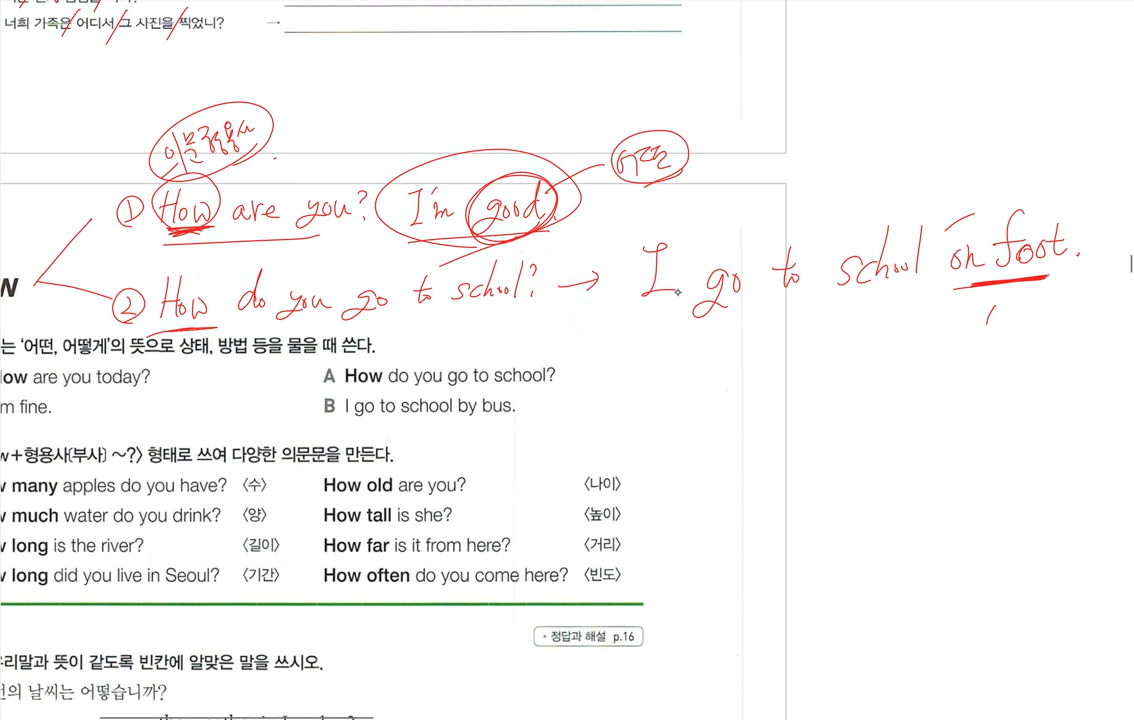 너희 가족은 어디서 그 사진을 찍었니? →
의문형용사
① How are you? I'm good.
② How do you go to school? → I go to school on foot.
W
는 '어떤, 어떻게'의 뜻으로 상태, 방법 등을 물을 때 쓴다.
low are you today? A How do you go to school?
m fine. B I go to school by bus.
w+형용사(부사) ~?〉 형태로 쓰여 다양한 의문문을 만든다.
w many apples do you have? 〈수〉 How old are you? 〈나이〉
w much water do you drink? 〈양〉 How tall is she? 〈높이〉
w long is the river? 〈길이〉 How far is it from here? 〈거리〉
w long did you live in Seoul? 〈기간〉 How often do you come here? 〈빈도〉
• 정답과 해설 p.16
우리말과 뜻이 같도록 빈칸에 알맞은 말을 쓰시오.
런의 날씨는 어떻습니까?